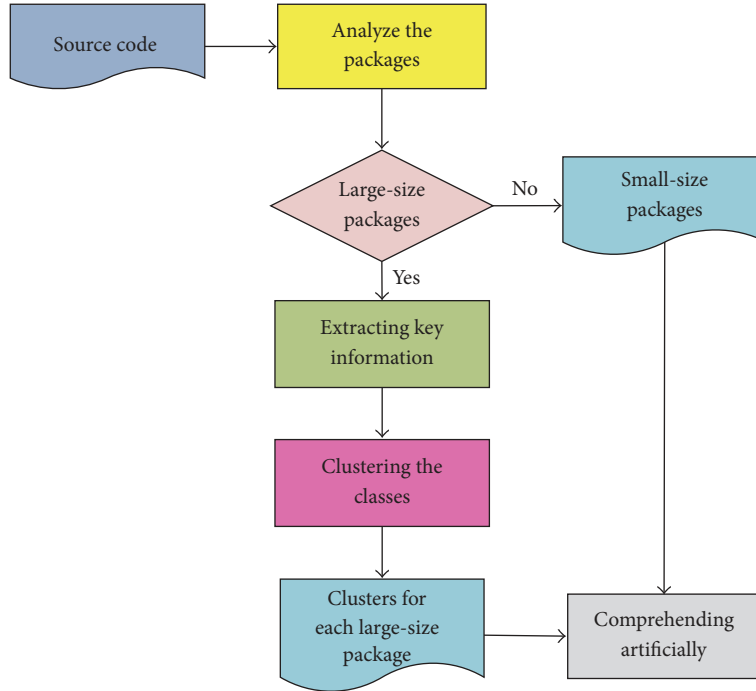 Source code
Analyze the
packages
Large-size
packages
No
Small-size
packages
Yes
Extracting key
information
Clustering the
classes
Clusters for
each large-size
package
Comprehending
artificially